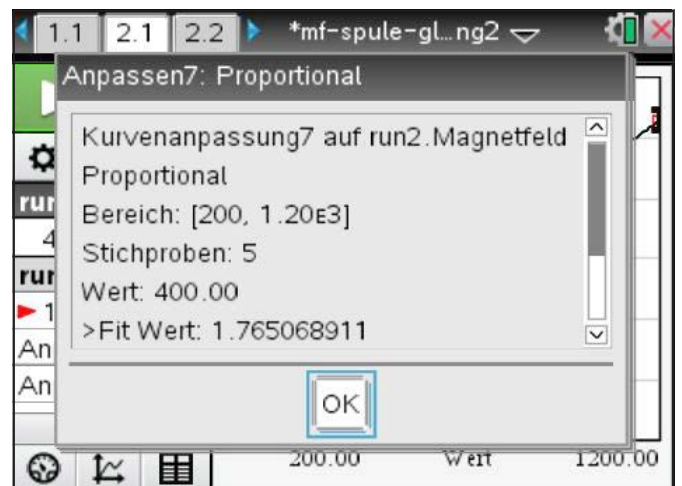 1.1 2.1 2.2 *mf-spule-gl…ng2
Anpassen7: Proportional
Kurvenanpassung7 auf run2.Magnetfeld
Proportional
Bereich: [200, 1.20E3]
Stichproben: 5
Wert: 400.00
>Fit Wert: 1.765068911
OK
run
4
run
1
An
An
200.00 Wert 1200.00